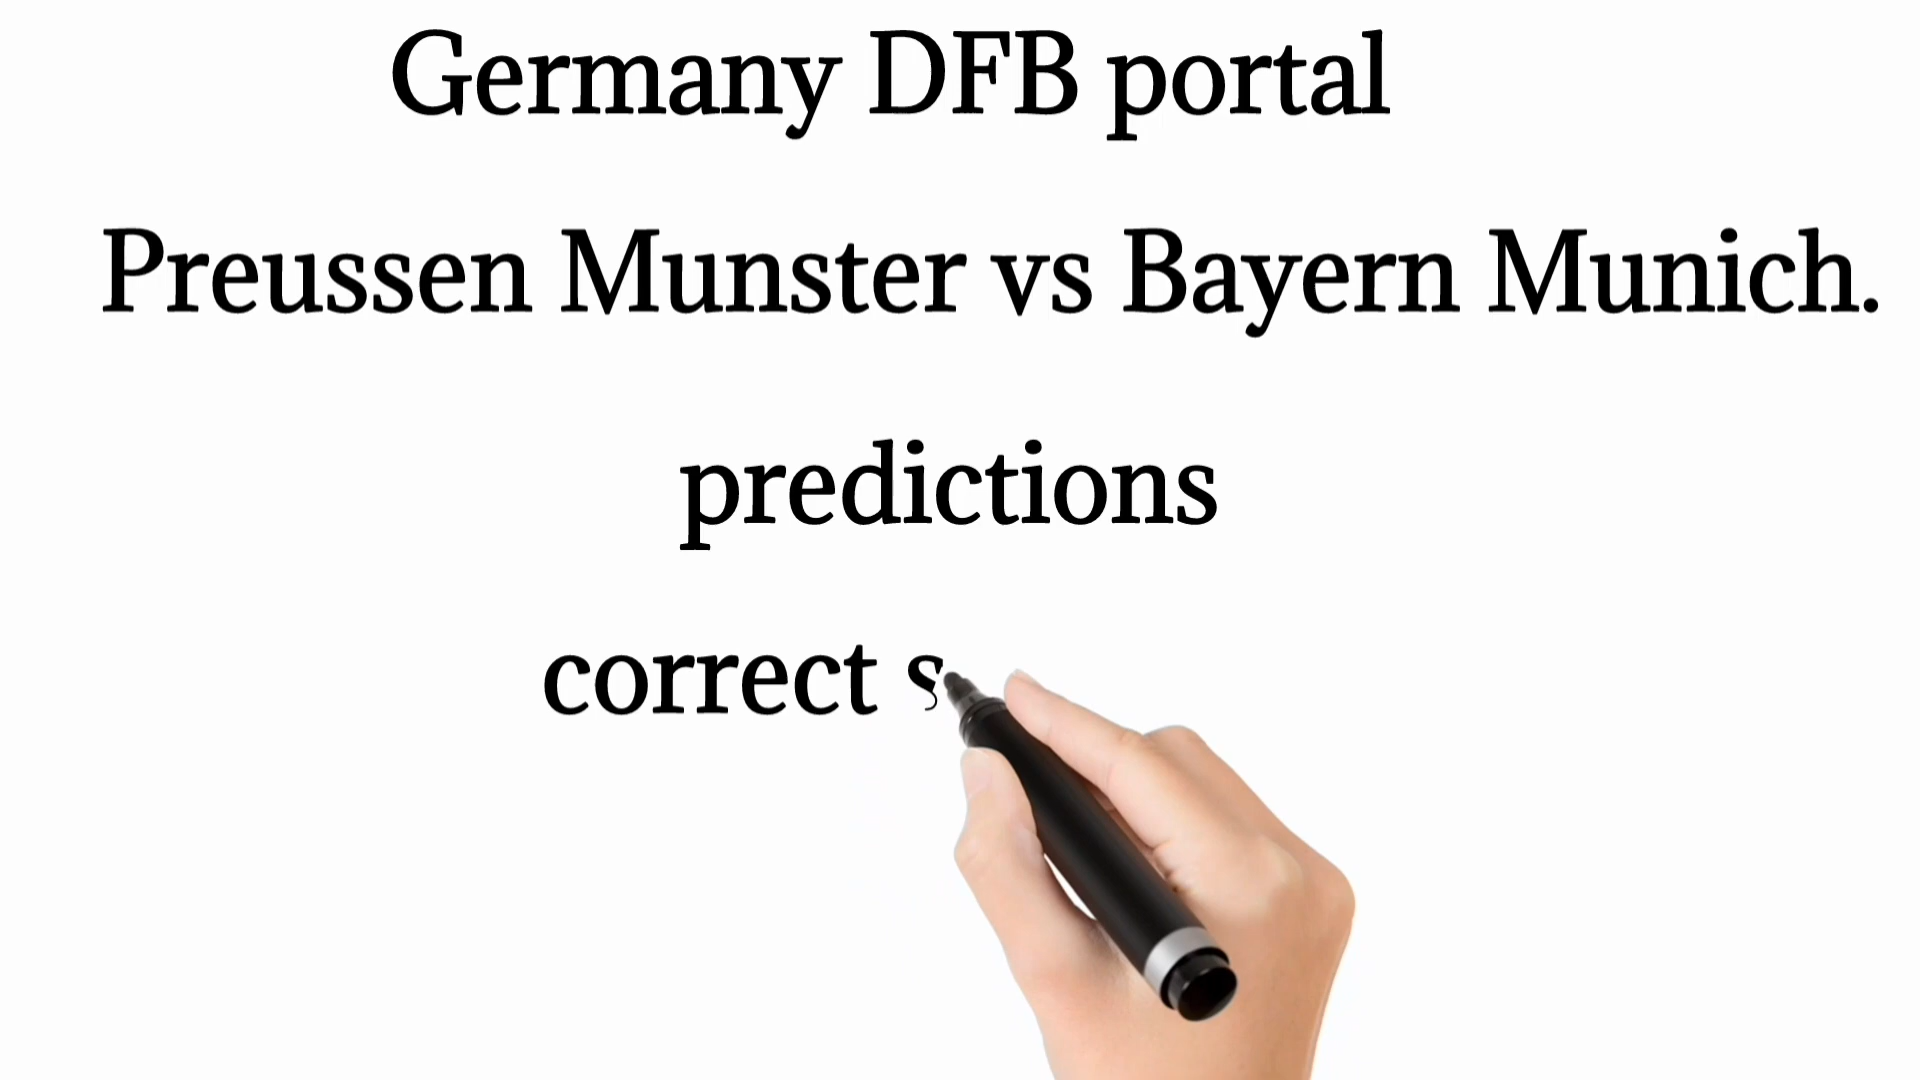 Germany DFB portal
Preussen Munster vs Bayern Munich.
predictions
correct s